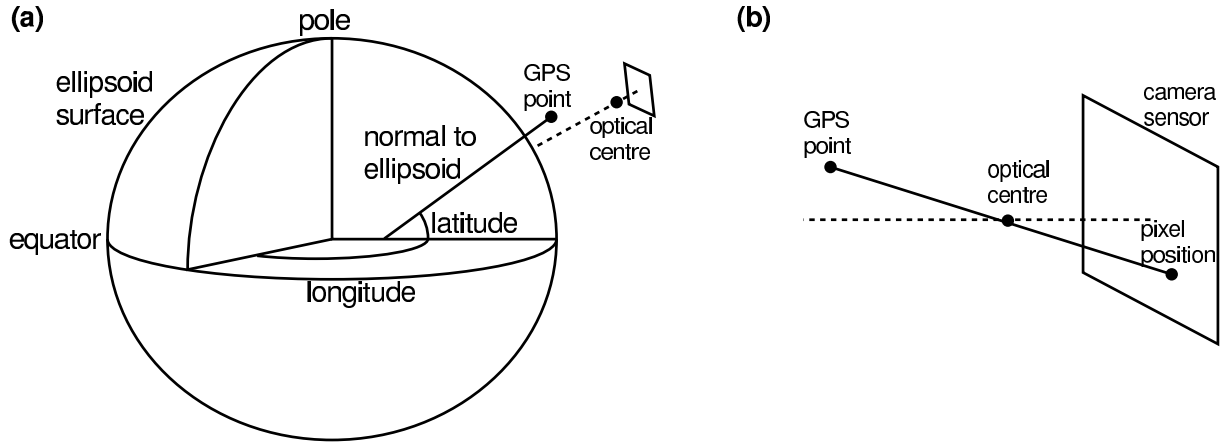 (a)
pole
ellipsoid
surface
GPS
point
optical
centre
normal to
ellipsoid
latitude
equator
longitude
(b)
camera
sensor
GPS
point
optical
centre
pixel
position